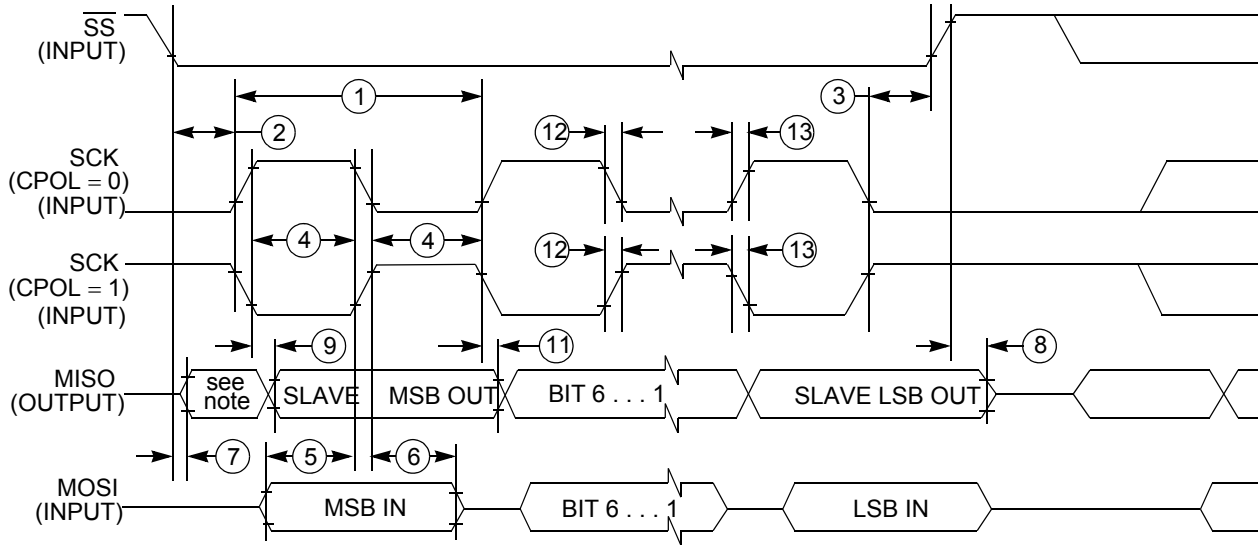 SS
(INPUT)
1
3
2
12
13
SCK
(CPOL = 0)
(INPUT)
4
4
12
13
SCK
(CPOL = 1)
(INPUT)
9
11
8
MISO
(OUTPUT)
see
note
SLAVE
MSB OUT
BIT 6 . . . 1
SLAVE LSB OUT
7
5
6
MOSI
(INPUT)
MSB IN
BIT 6 . . . 1
LSB IN